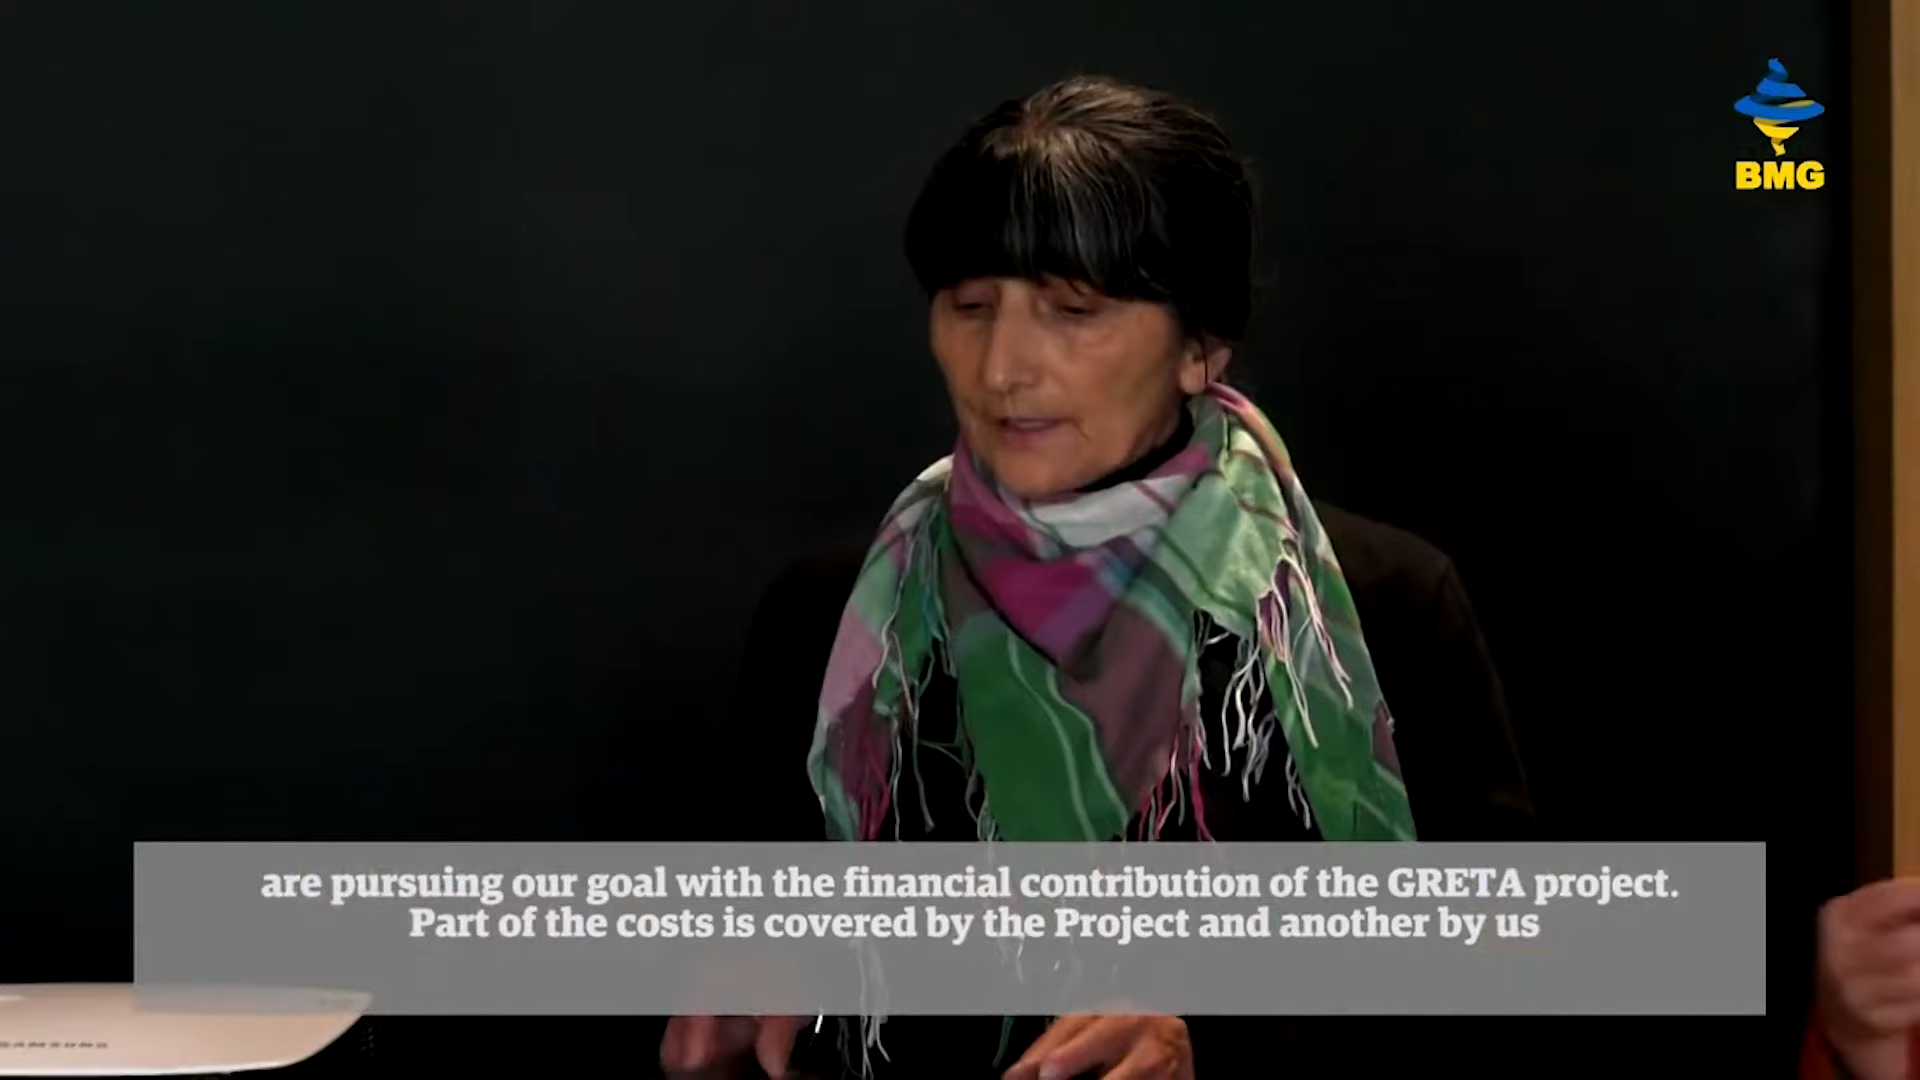 BMG
are pursuing our goal with the financial contribution of the GRETA project.
Part of the costs is covered by the Project and another by us
SAMSUNG